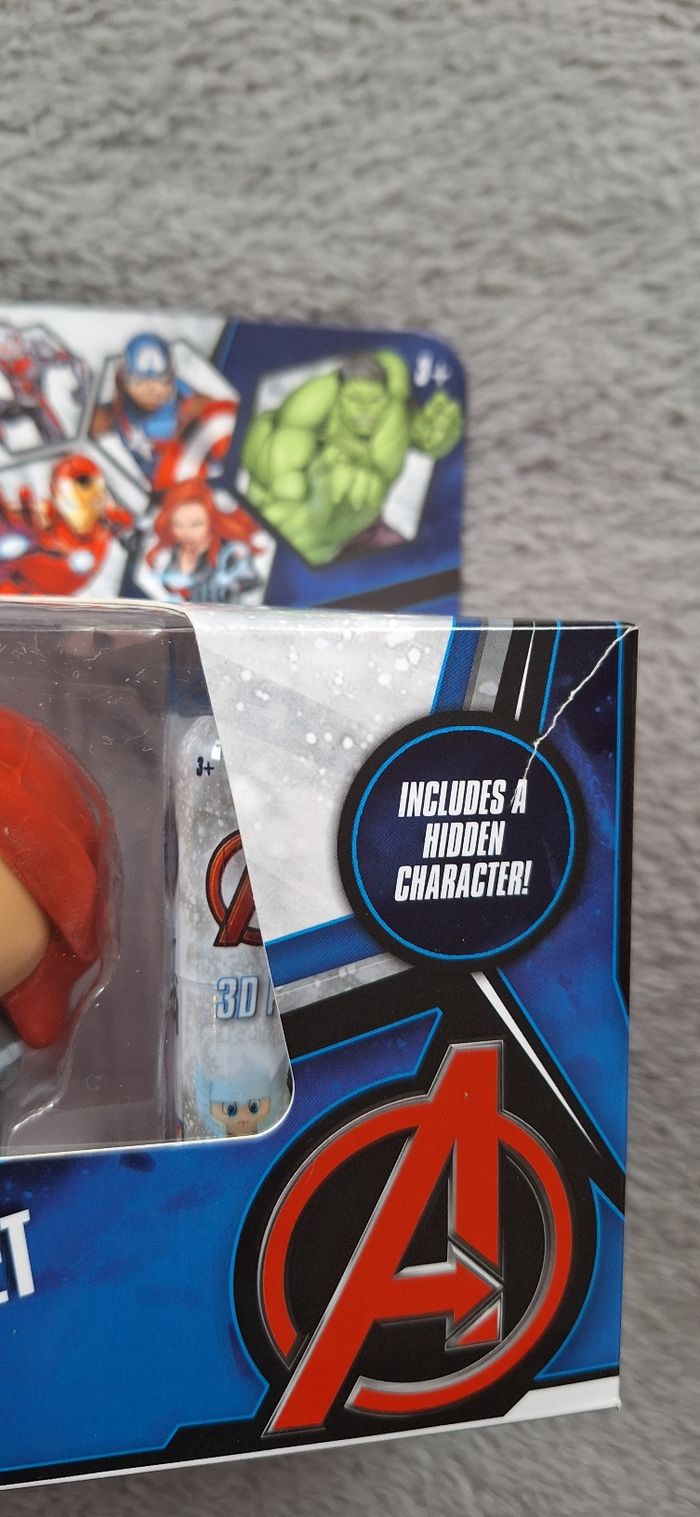 3+
3+
INCLUDES A
HIDDEN
CHARACTER!
3D
ET